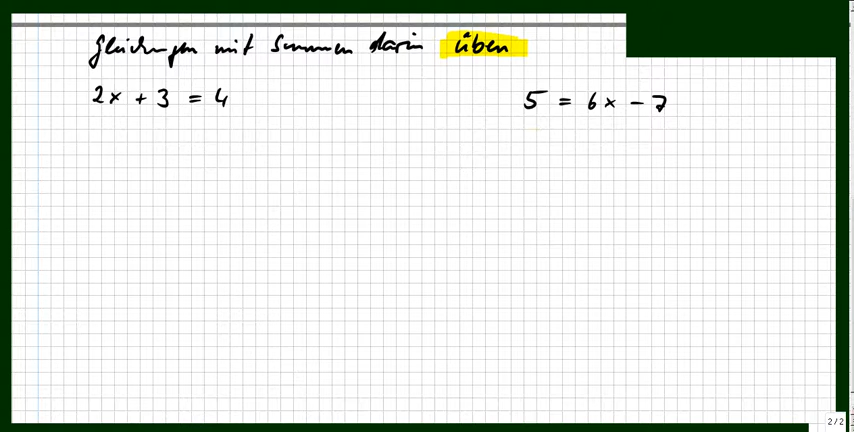 Gleichungen mit Summen darin üben
2x + 3 = 4
5 = 6x - 7
2/2